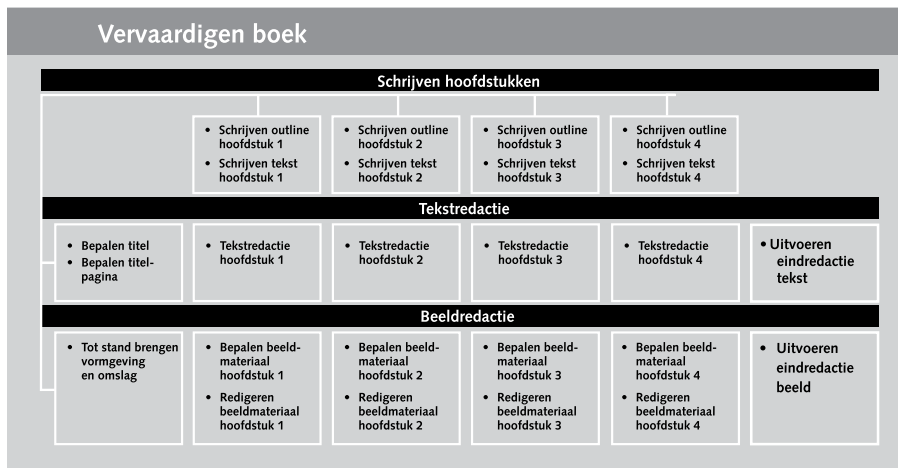 Vervaardigen boek
Schrijven hoofdstukken
• Schrijven outline
hoofdstuk 1
• Schrijven tekst
hoofdstuk 1
• Schrijven outline
hoofdstuk 2
• Schrijven tekst
hoofdstuk 2
• Schrijven outline
hoofdstuk 3
• Schrijven tekst
hoofdstuk 3
• Schrijven outline
hoofdstuk 4
• Schrijven tekst
hoofdstuk 4
Tekstredactie
• Bepalen titel
• Bepalen titel-
pagina
• Tekstredactie
hoofdstuk 1
• Tekstredactie
hoofdstuk 2
• Tekstredactie
hoofdstuk 3
• Tekstredactie
hoofdstuk 4
• Uitvoeren
eindredactie
tekst
Beeldredactie
• Tot stand brengen
vormgeving
en omslag
• Bepalen beeld-
materiaal
hoofdstuk 1
• Redigeren
beeldmateriaal
hoofdstuk 1
• Bepalen beeld-
materiaal
hoofdstuk 2
• Redigeren
beeldmateriaal
hoofdstuk 2
• Bepalen beeld-
materiaal
hoofdstuk 3
• Redigeren
beeldmateriaal
hoofdstuk 3
• Bepalen beeld-
materiaal
hoofdstuk 4
• Redigeren
beeldmateriaal
hoofdstuk 4
• Uitvoeren
eindredactie
beeld